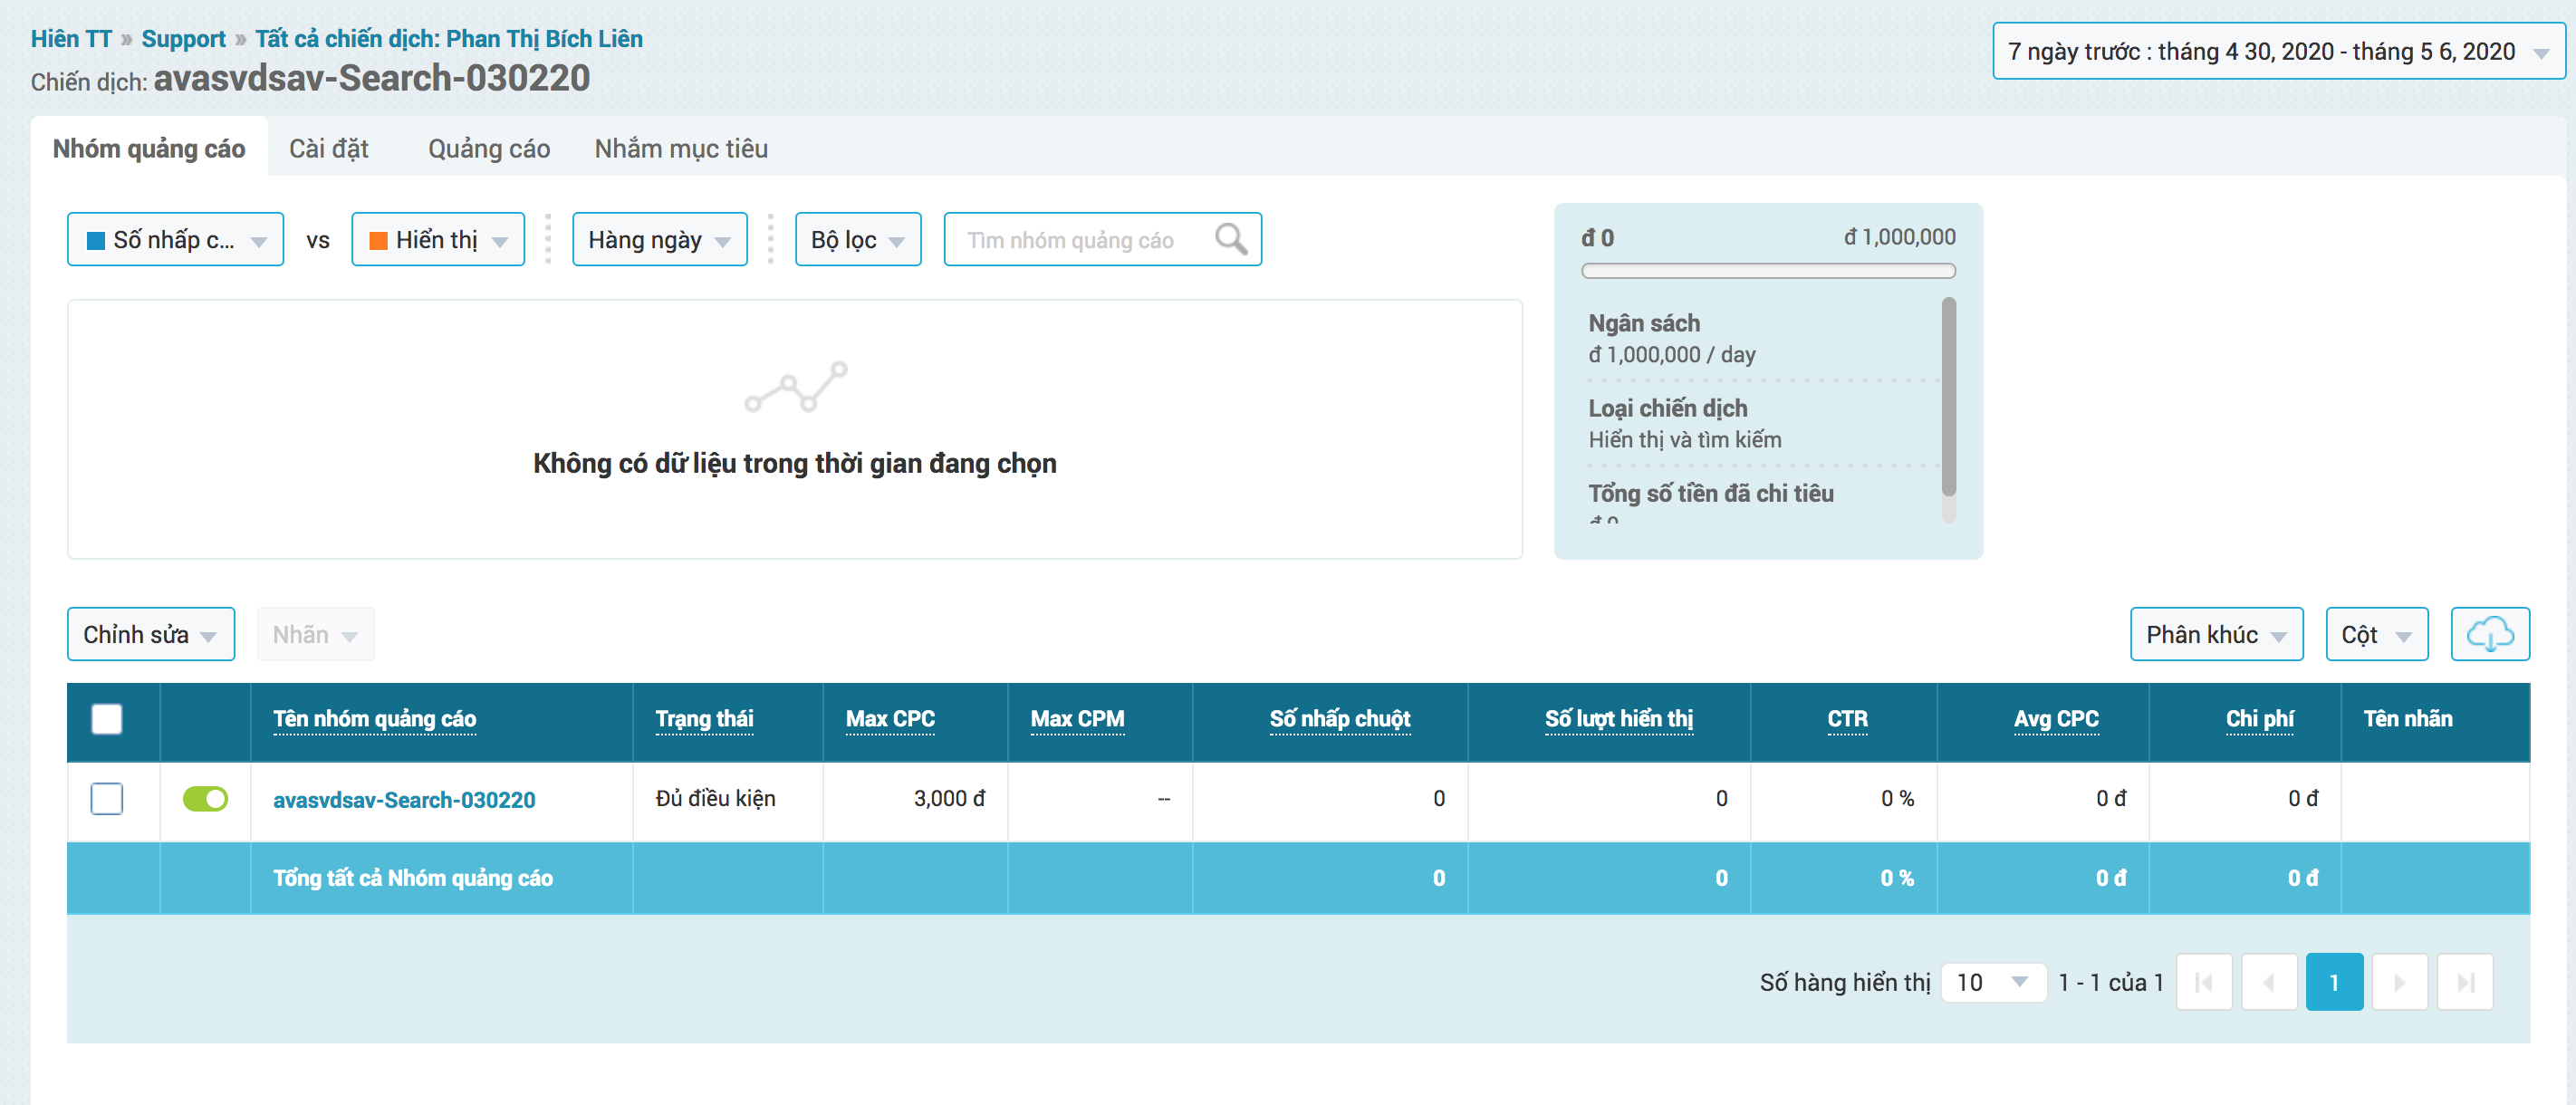 Hiên TT » Support » Tất cả chiến dịch: Phan Thị Bích Liên
Chiến dịch: avasvdsav-Search-030220
7 ngày trước : tháng 4 30, 2020 - tháng 5 6, 2020
Nhóm quảng cáo Cài đặt Quảng cáo Nhắm mục tiêu
Số nhấp c... vs Hiển thị Hàng ngày Bộ lọc Tìm nhóm quảng cáo
Không có dữ liệu trong thời gian đang chọn
đ 0 đ 1,000,000
Ngân sách
đ 1,000,000 / day
Loại chiến dịch
Hiển thị và tìm kiếm
Tổng số tiền đã chi tiêu
đ 0
Chỉnh sửa Nhãn Phân khúc Cột
Tên nhóm quảng cáo Trạng thái Max CPC Max CPM Số nhấp chuột Số lượt hiển thị CTR Avg CPC Chi phí Tên nhãn
avasvdsav-Search-030220 Đủ điều kiện 3,000 đ -- 0 0 0 % 0 đ 0 đ
Tổng tất cả Nhóm quảng cáo 0 0 0 % 0 đ 0 đ
Số hàng hiển thị 10 1 - 1 của 1 1